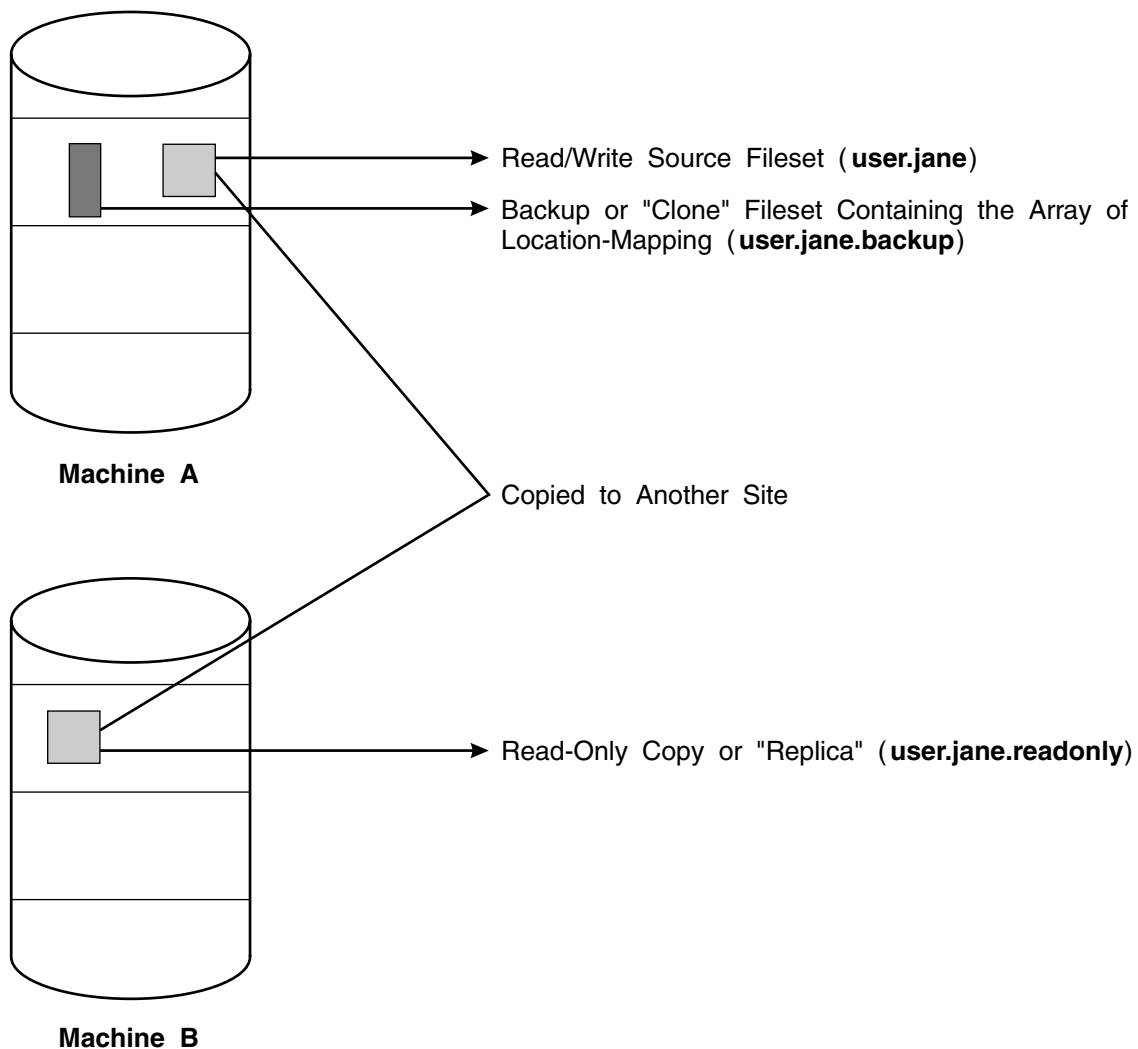 Read/Write Source Fileset (user.jane)
Backup or "Clone" Fileset Containing the Array of
Location-Mapping (user.jane.backup)
Machine A
Copied to Another Site
Read-Only Copy or "Replica" (user.jane.readonly)
Machine B